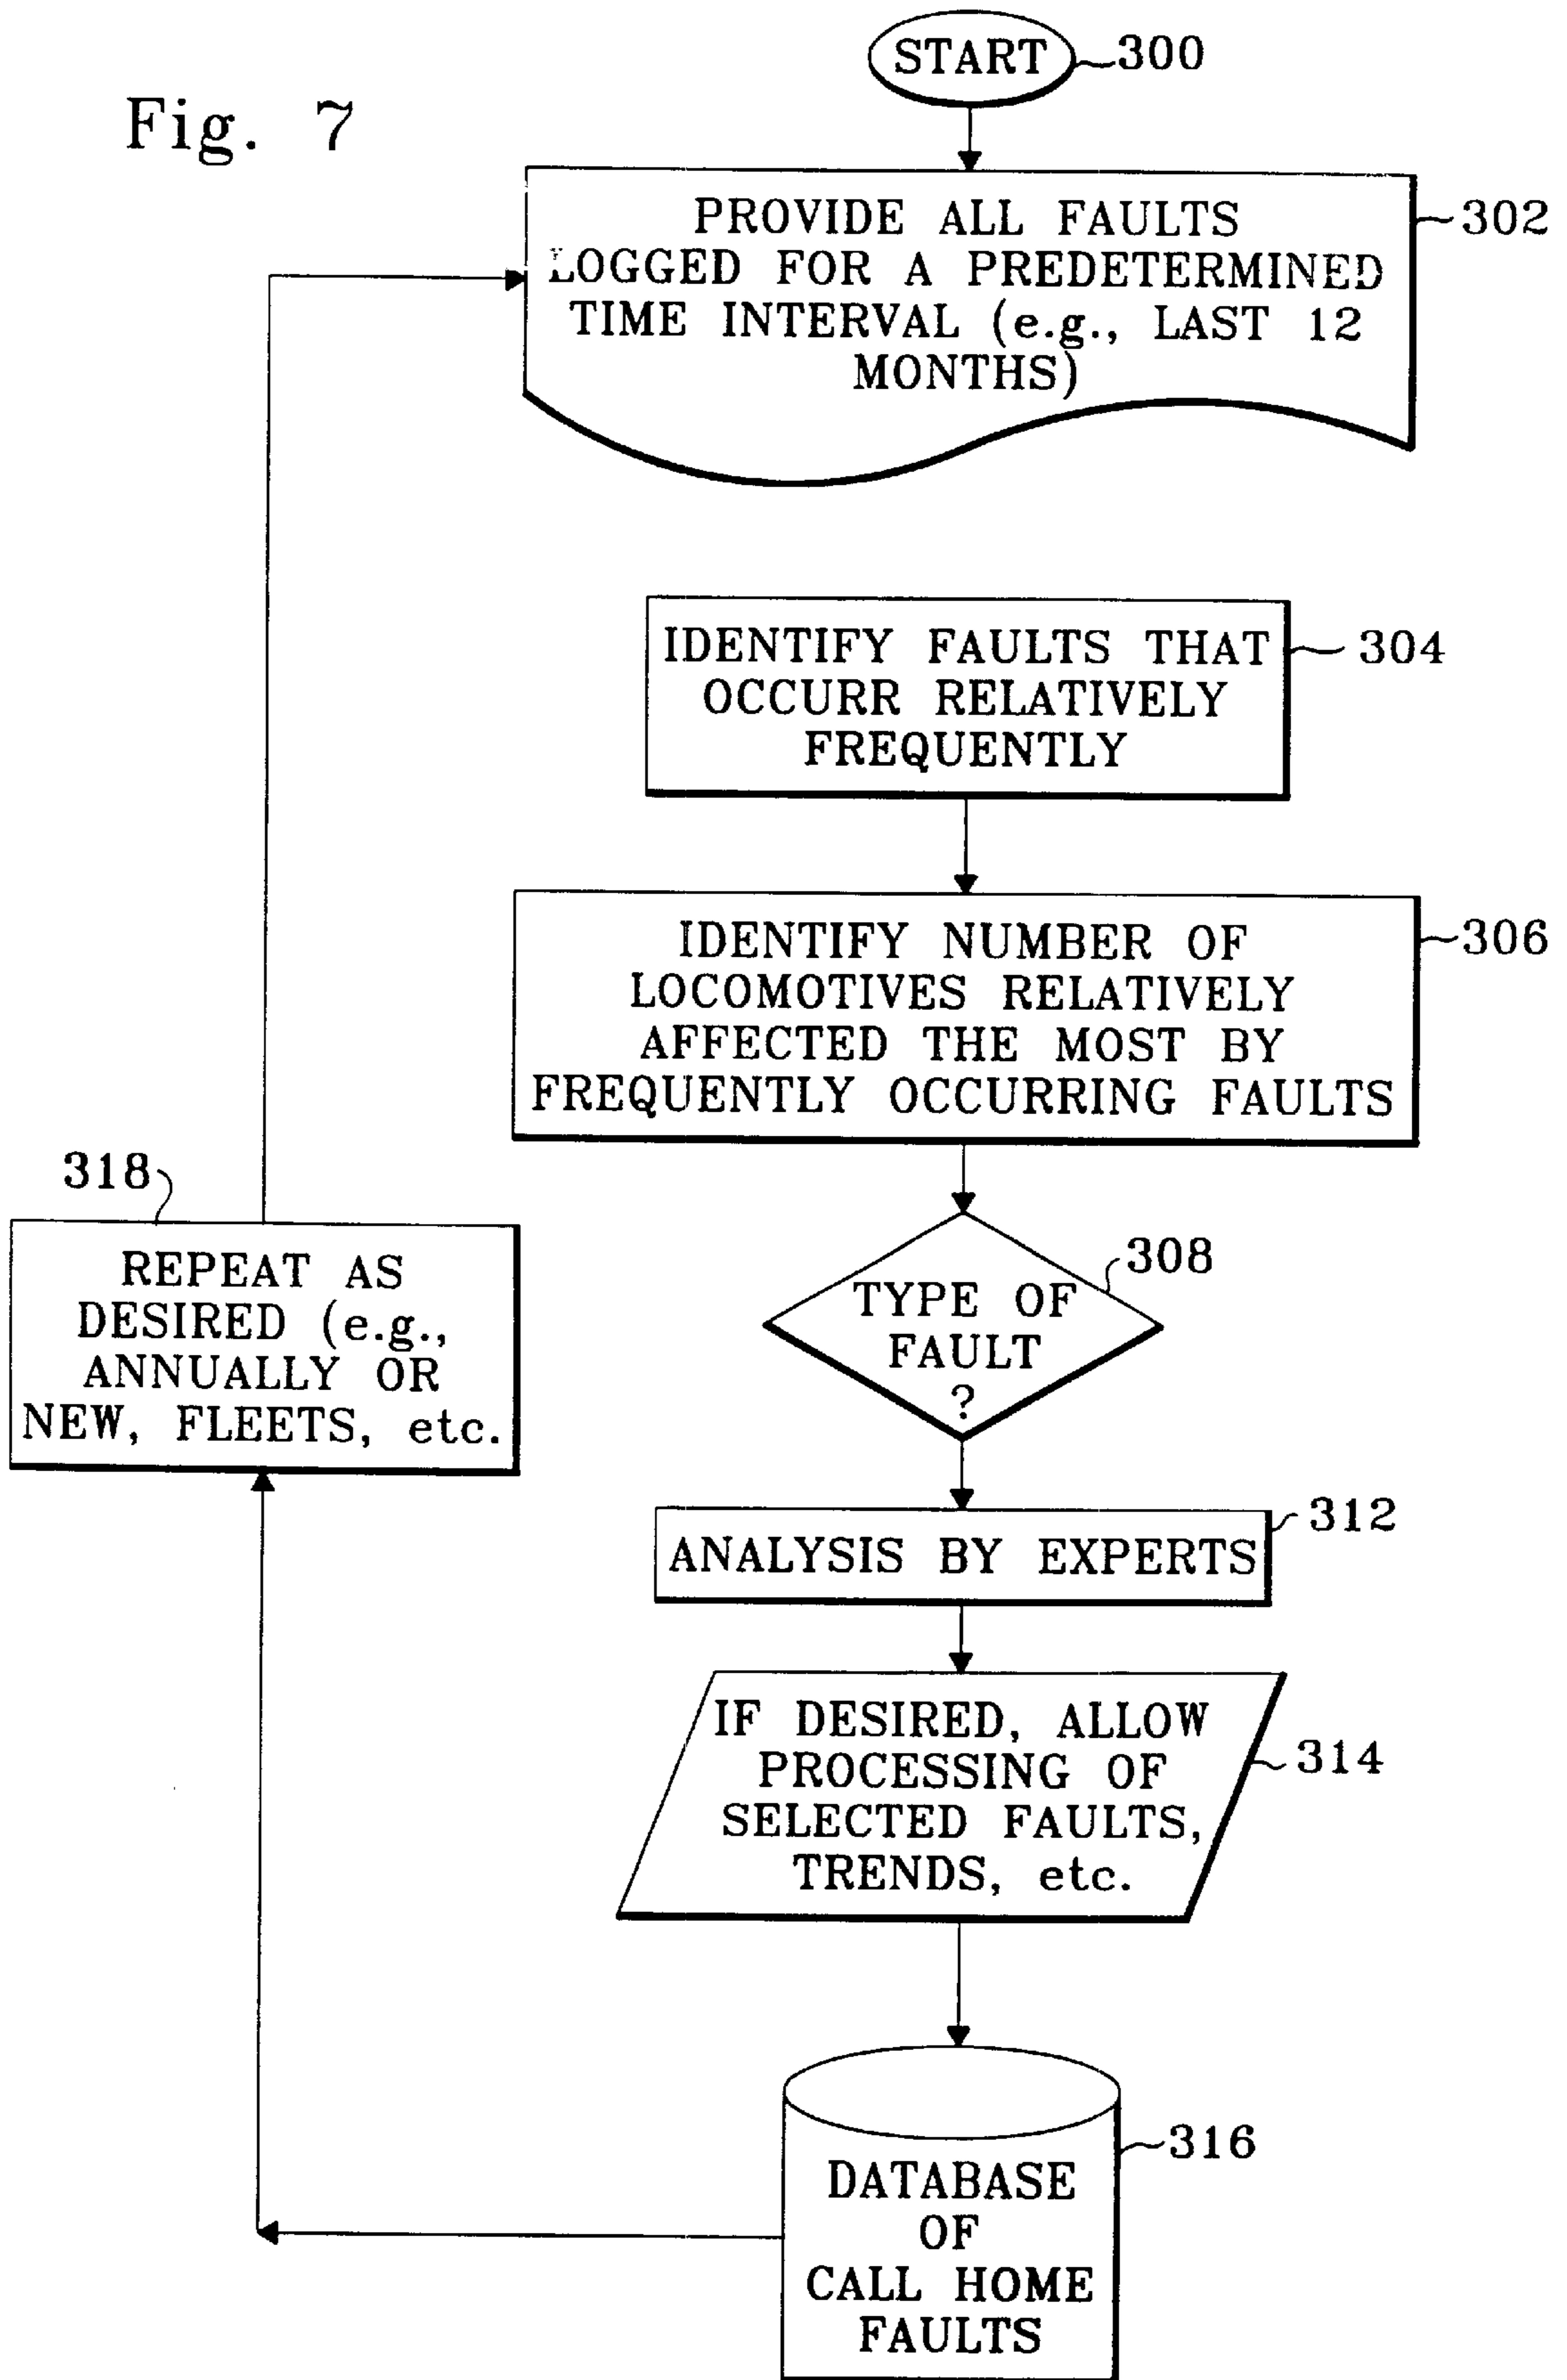 Fig. 7
START
300
PROVIDE ALL FAULTS
LOGGED FOR A PREDETERMINED
TIME INTERVAL (e.g., LAST 12
MONTHS)
302
IDENTIFY FAULTS THAT
OCCURR RELATIVELY
FREQUENTLY
304
IDENTIFY NUMBER OF
LOCOMOTIVES RELATIVELY
AFFECTED THE MOST BY
FREQUENTLY OCCURRING FAULTS
306
318
REPEAT AS
DESIRED (e.g.,
ANNUALLY OR
NEW, FLEETS, etc.
308
TYPE OF
FAULT
?
312
ANALYSIS BY EXPERTS
IF DESIRED, ALLOW
PROCESSING OF
SELECTED FAULTS,
TRENDS, etc.
314
316
DATABASE
OF
CALL HOME
FAULTS